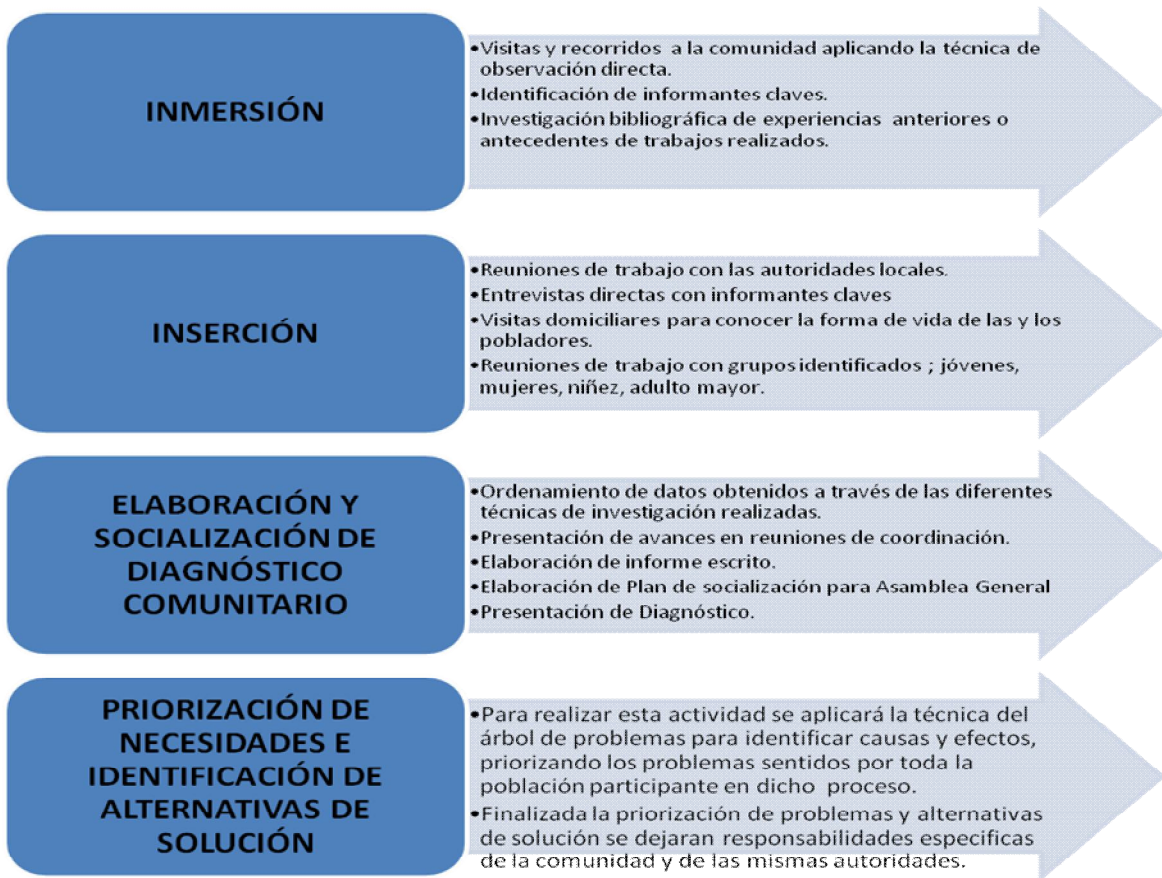 INMERSIÓN
•Visitas y recorridos a la comunidad aplicando la técnica de
observación directa.
•Identificación de informantes claves.
•Investigación bibliográfica de experiencias anteriores o
antecedentes de trabajos realizados.
INSERCIÓN
•Reuniones de trabajo con las autoridades locales.
•Entrevistas directas con informantes claves
•Visitas domiciliares para conocer la forma de vida de las y los
pobladores.
•Reuniones de trabajo con grupos identificados ; jóvenes,
mujeres, niñez, adulto mayor.
ELABORACIÓN Y
SOCIALIZACIÓN DE
DIAGNÓSTICO
COMUNITARIO
•Ordenamiento de datos obtenidos a través de las diferentes
técnicas de investigación realizadas.
•Presentación de avances en reuniones de coordinación.
•Elaboración de informe escrito.
•Elaboración de Plan de socialización para Asamblea General
•Presentación de Diagnóstico.
PRIORIZACIÓN DE
NECESIDADES E
IDENTIFICACIÓN DE
ALTERNATIVAS DE
SOLUCIÓN
•Para realizar esta actividad se aplicará la técnica del
árbol de problemas para identificar causas y efectos,
priorizando los problemas sentidos por toda la
población participante en dicho proceso.
•Finalizada la priorización de problemas y alternativas
de solución se dejaran responsabilidades especificas
de la comunidad y de las mismas autoridades.